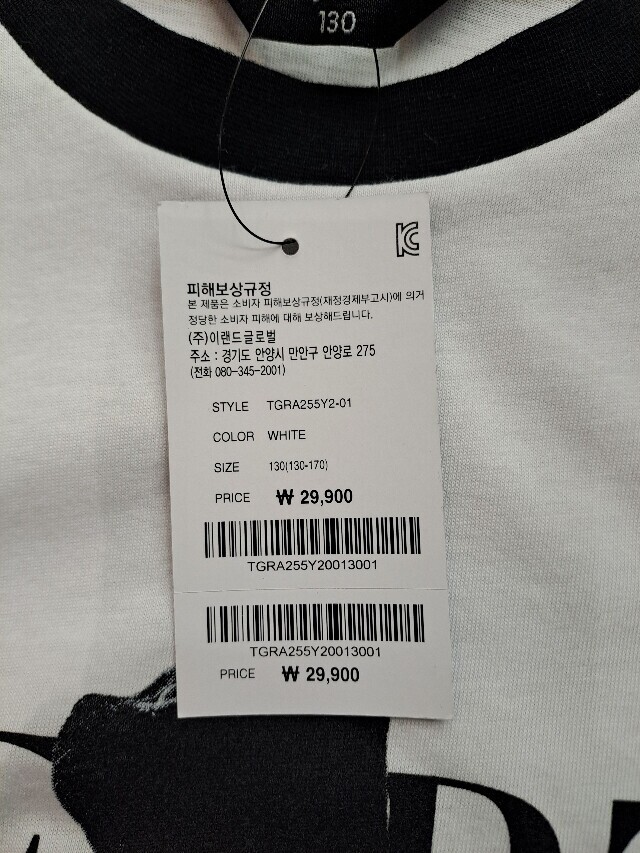 130
KC
피해보상규정
본 제품은 소비자 피해보상규정(재정경제부고시)에 의거
정당한 소비자 피해에 대해 보상해드립니다.
(주)이랜드글로벌
주소 : 경기도 안양시 만안구 안양로 275
(전화 080-345-2001)
STYLE TGRA255Y2-01
COLOR WHITE
SIZE 130(130-170)
PRICE ₩ 29,900
TGRA255Y20013001
TGRA255Y20013001
PRICE ₩ 29,900